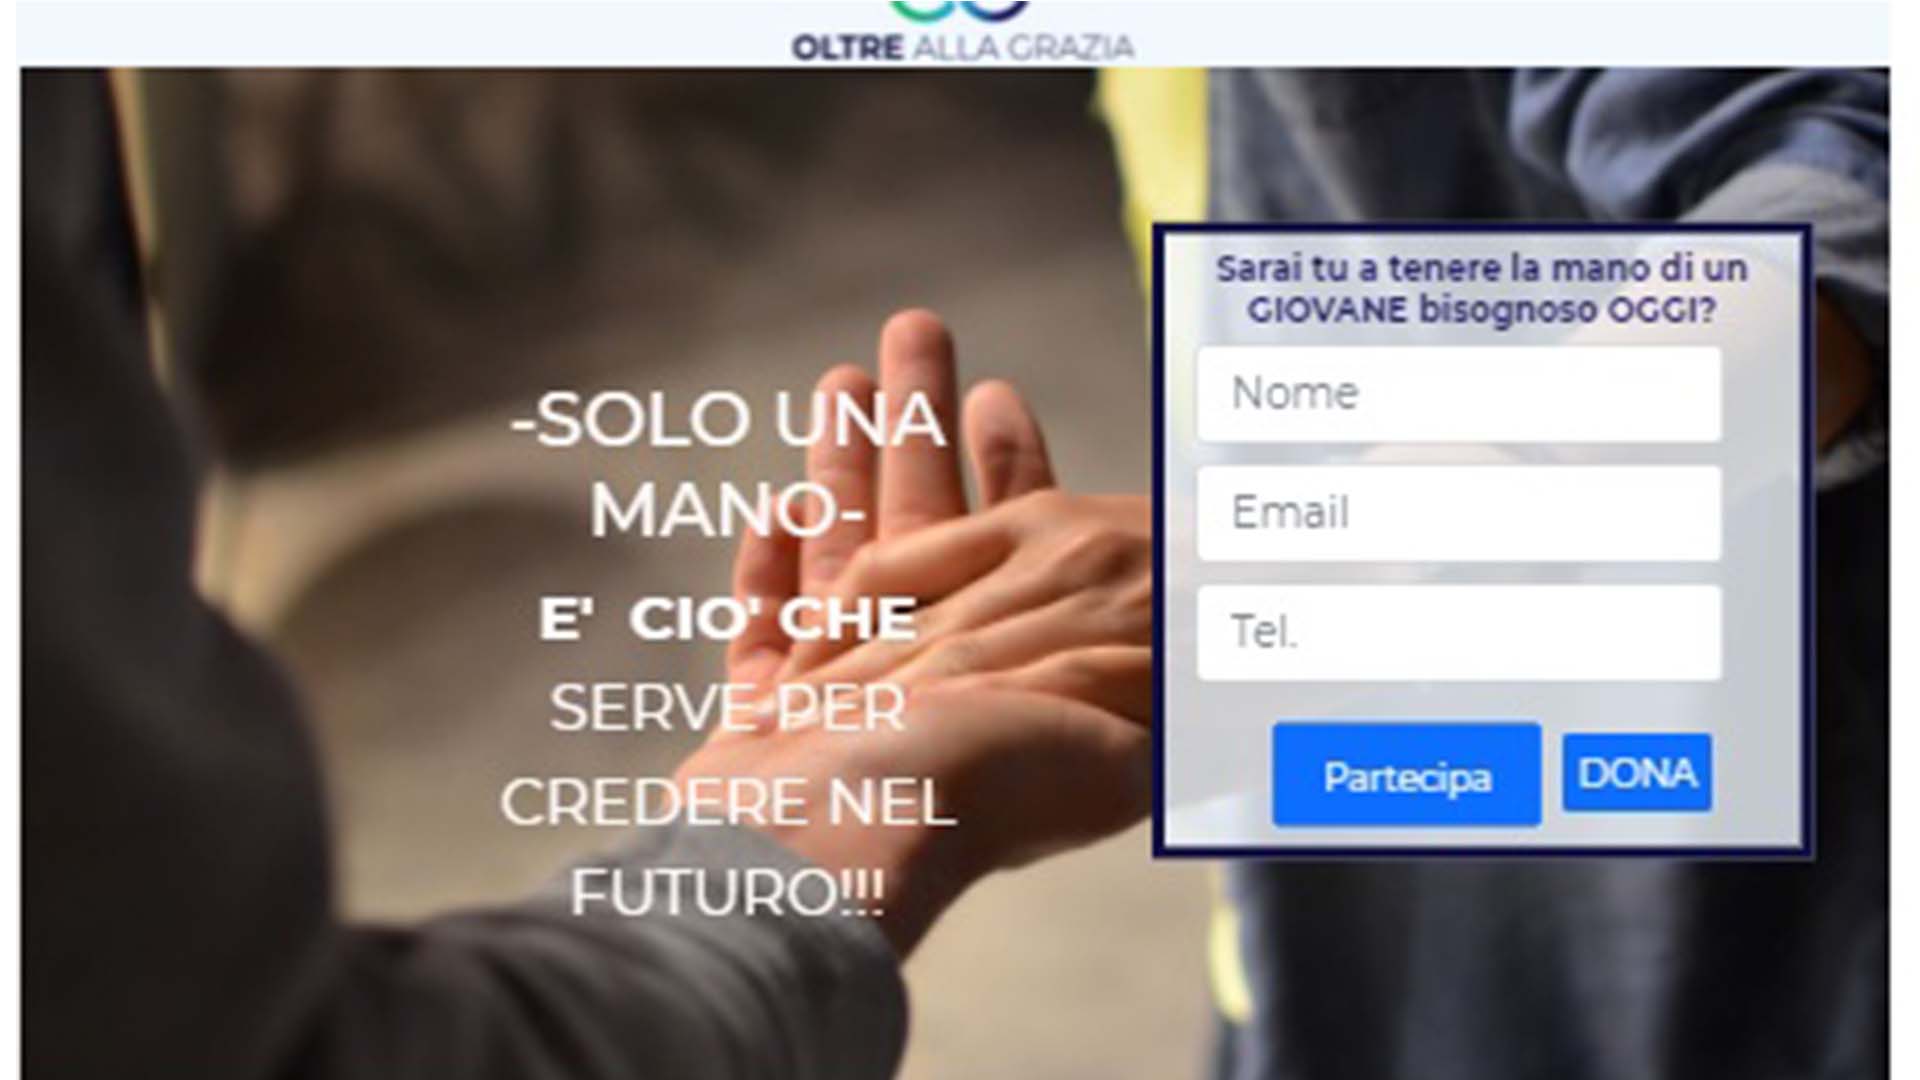 OLTRE ALLA GRAZIA
-SOLO UNA
MANO-
E' CIO' CHE
SERVE PER
CREDERE NEL
FUTURO!!!
Sarai tu a tenere la mano di un
GIOVANE bisognoso OGGI?
Nome
Email
Tel.
Partecipa DONA